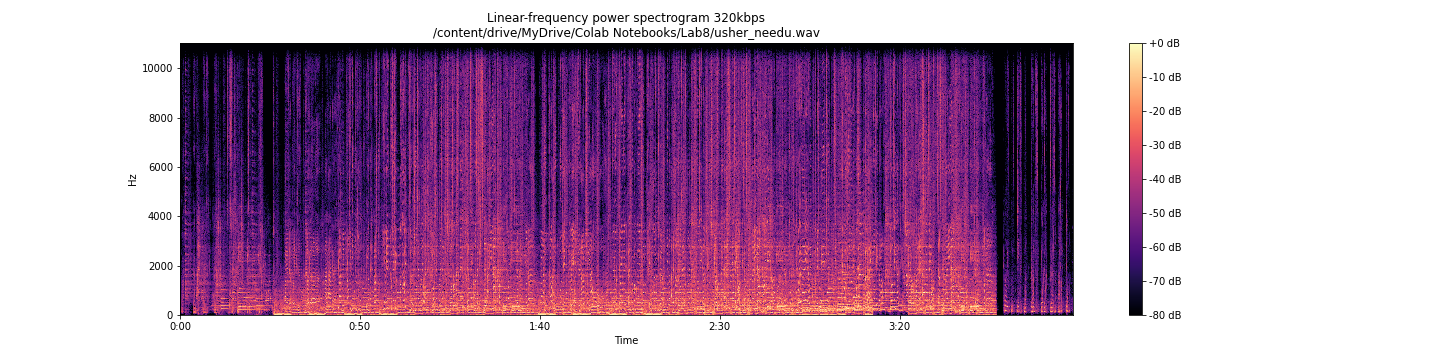 Linear-frequency power spectrogram 320kbps
/content/drive/MyDrive/Colab Notebooks/Lab8/usher_needu.wav
Hz
10000
8000
6000
4000
2000
0
0:00
0:50
1:40
2:30
3:20
Time
+0 dB
-10 dB
-20 dB
-30 dB
-40 dB
-50 dB
-60 dB
-70 dB
-80 dB